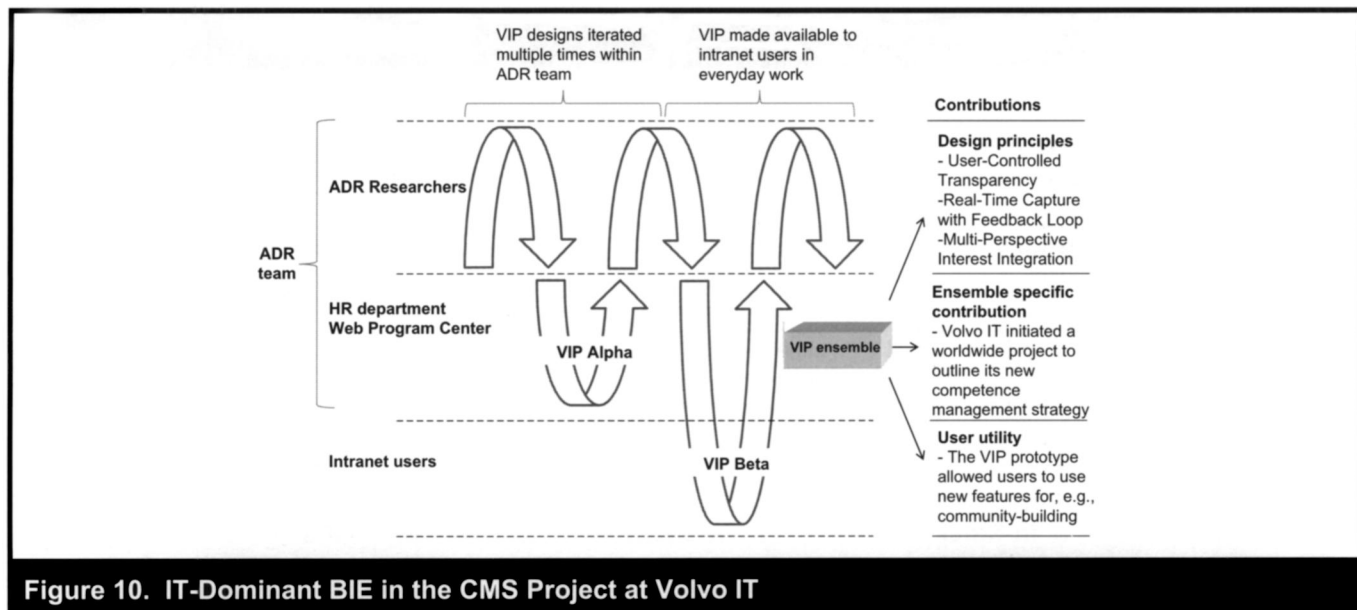 VIP designs iterated
multiple times within
ADR team
VIP made available to
intranet users in
everyday work
ADR
team
ADR Researchers
HR department
Web Program Center
Intranet users
VIP Alpha
VIP Beta
VIP ensemble
Contributions
Design principles
- User-Controlled
Transparency
-Real-Time Capture
with Feedback Loop
-Multi-Perspective
Interest Integration
Ensemble specific
contribution
- Volvo IT initiated a
worldwide project to
outline its new
competence
management strategy
User utility
- The VIP prototype
allowed users to use
new features for, e.g.,
community-building
Figure 10. IT-Dominant BIE in the CMS Project at Volvo IT